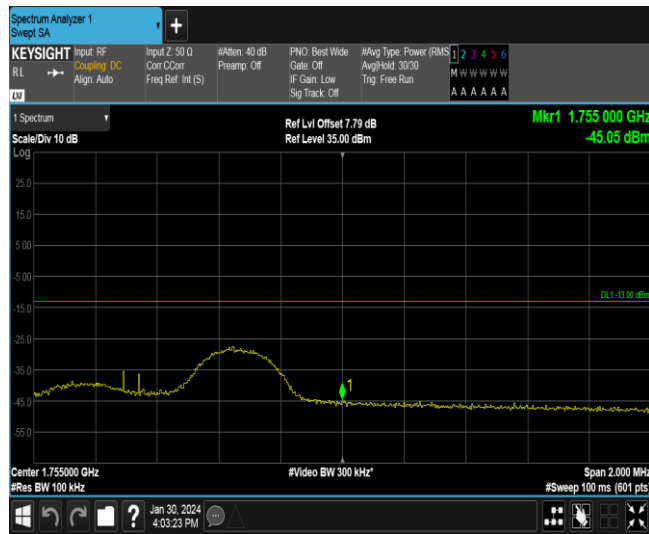 Spectrum Analyzer 1
Swept SA
+
KEYSIGHT
RL
LXI
Input: RF
Coupling: DC
Align: Auto
Input Z: 50 Ω
Corr CCorr
Freq Ref: Int (S)
#Atten: 40 dB
Preamp: Off
PNO: Best Wide
Gate: Off
IF Gain: Low
Sig Track: Off
#Avg Type: Power (RMS
Avg|Hold: 30/30
Trig: Free Run
1 2 3 4 5 6
M W W W W W
A A A A A A
1 Spectrum
Scale/Div 10 dB
Log
Ref Lvl Offset 7.79 dB
Ref Level 35.00 dBm
Mkr1 1.755 000 GHz
-45.05 dBm
25.0
15.0
5.00
-5.00
DL1 -13.00 dBm
-15.0
-25.0
-35.0
1
-45.0
-55.0
Center 1.755000 GHz
#Res BW 100 kHz
#Video BW 300 kHz*
Span 2.000 MHz
#Sweep 100 ms (601 pts
?
Jan 30, 2024
4:03:23 PM